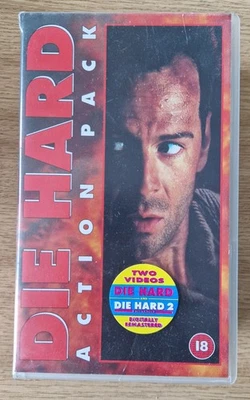 DIE HARD
ACTION PACK
TWO
VIDEOS
DIE HARD
DIE HARD 2
DIGITALLY
REMASTERED
18